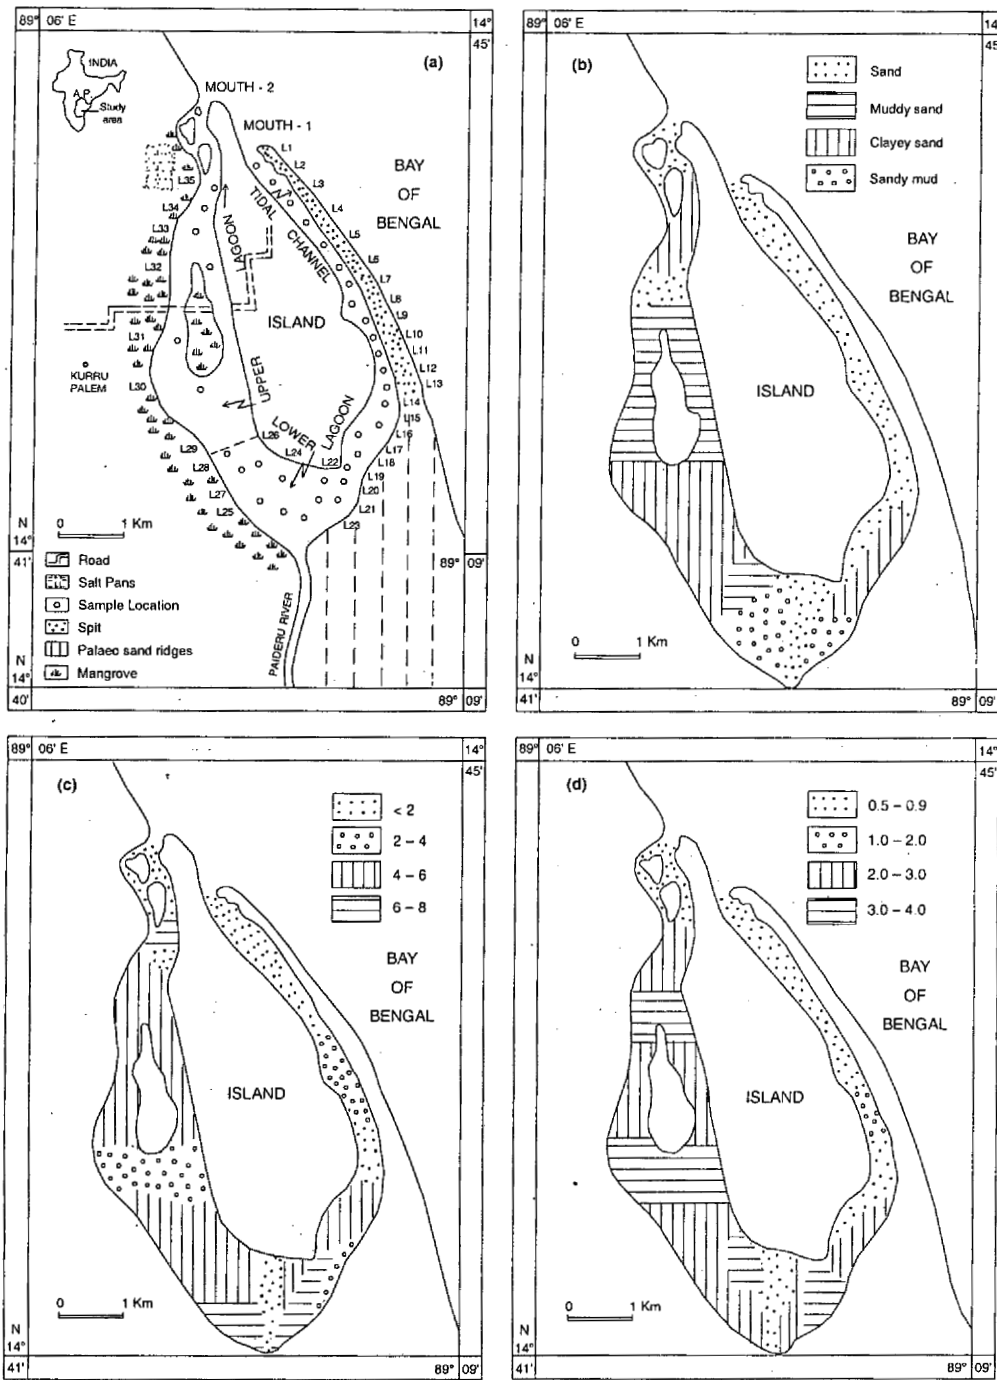 89° 06' E 14° 45'
(a)
INDIA
A.P.
Study area
MOUTH - 2
MOUTH - 1
BAY OF BENGAL
L1
L2
L3
L4
L5
L6
L7
L8
L9
L10
L11
L12
L13
L14
L15
L16
L17
L18
L19
L20
L21
L23
L22
L24
L26
L25
L27
L28
L29
L30
L31
L32
L33
L34
L35
TIDAL CHANNEL
N
LAGOON
UPPER
N
ISLAND
LOWER LAGOON
N
KURRU PALEM
PAIDERU RIVER
N 14° 41'
0 1 Km
89° 09'
Road
Salt Pans
Sample Location
Spit
Palaeo sand ridges
Mangrove
N 14° 40'
89° 09'
89° 06' E 14° 45'
(b)
Sand
Muddy sand
Clayey sand
Sandy mud
BAY OF BENGAL
ISLAND
0 1 Km
N 14° 41'
89° 09'
89° 06' E 14° 45'
(c)
< 2
2 – 4
4 – 6
6 – 8
BAY OF BENGAL
ISLAND
0 1 Km
N 14° 41'
89° 09'
89° 06' E 14° 45'
(d)
0.5 – 0.9
1.0 – 2.0
2.0 – 3.0
3.0 – 4.0
BAY OF BENGAL
ISLAND
0 1 Km
N 14° 41'
89° 09'